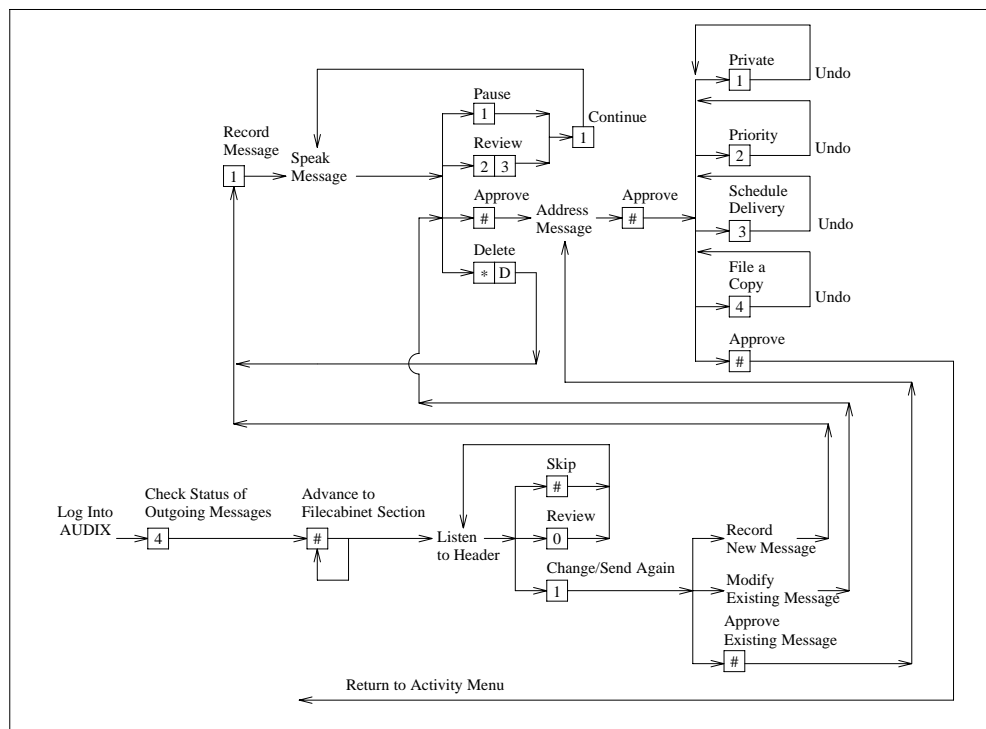 Private
1
Undo
Pause
1
Continue
1
Priority
2
Undo
Record
Message
1
Speak
Message
Review
2 3
Schedule
Delivery
3
Undo
Approve
#
Address
Message
Approve
#
Delete
* D
File a
Copy
4
Undo
Approve
#
Log Into
AUDIX
Check Status of
Outgoing Messages
4
Advance to
Filecabinet Section
#
Listen
to Header
Skip
#
Review
0
Change/Send Again
1
Record
New Message
Modify
Existing Message
Approve
Existing Message
#
Return to Activity Menu